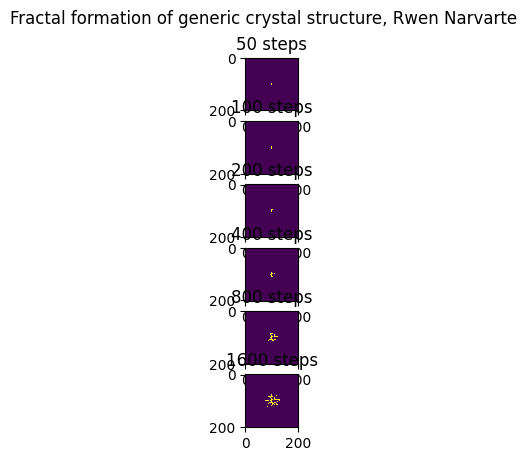 Fractal formation of generic crystal structure, Rwen Narvarte
50 steps
0
200
100 steps
0
200
200 steps
0
200
400 steps
0
200
800 steps
0
200
1600 steps
0
200
0 200